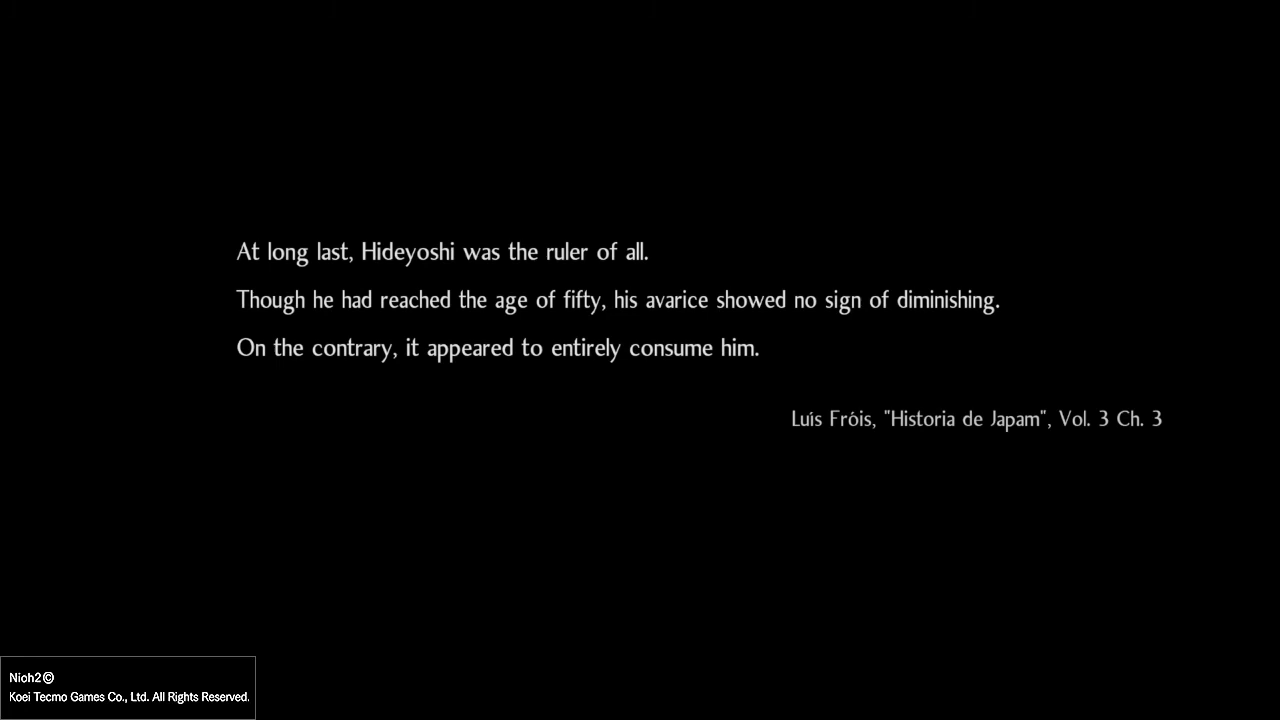 At long last, Hideyoshi was the ruler of all.
Though he had reached the age of fifty, his avarice showed no sign of diminishing.
On the contrary, it appeared to entirely consume him.
Luís Fróis, "Historia de Japam", Vol. 3 Ch. 3
Nioh2©
Koei Tecmo Games Co., Ltd. All Rights Reserved.